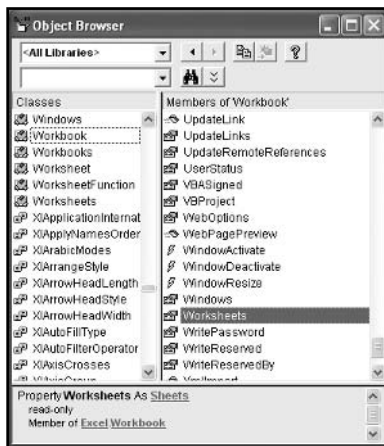 Object Browser
<All Libraries>
Classes
Windows
Workbook
Workbooks
Worksheet
WorksheetFunction
Worksheets
XlApplicationInternat
XlApplyNamesOrder
XlArabicModes
XlArrangeStyle
XlArrowHeadLength
XlArrowHeadStyle
XlArrowHeadWidth
XlAutoFillType
XlAutoFilterOperator
XlAxisCrosses
XlAxisGroup
Members of 'Workbook'
UpdateLink
UpdateLinks
UpdateRemoteReferences
UserStatus
VBASigned
VBProject
WebOptions
WebPagePreview
WindowActivate
WindowDeactivate
WindowResize
Windows
Worksheets
WritePassword
WriteReserved
WriteReservedBy
XmlImport
Property Worksheets As Sheets
read-only
Member of Excel.Workbook